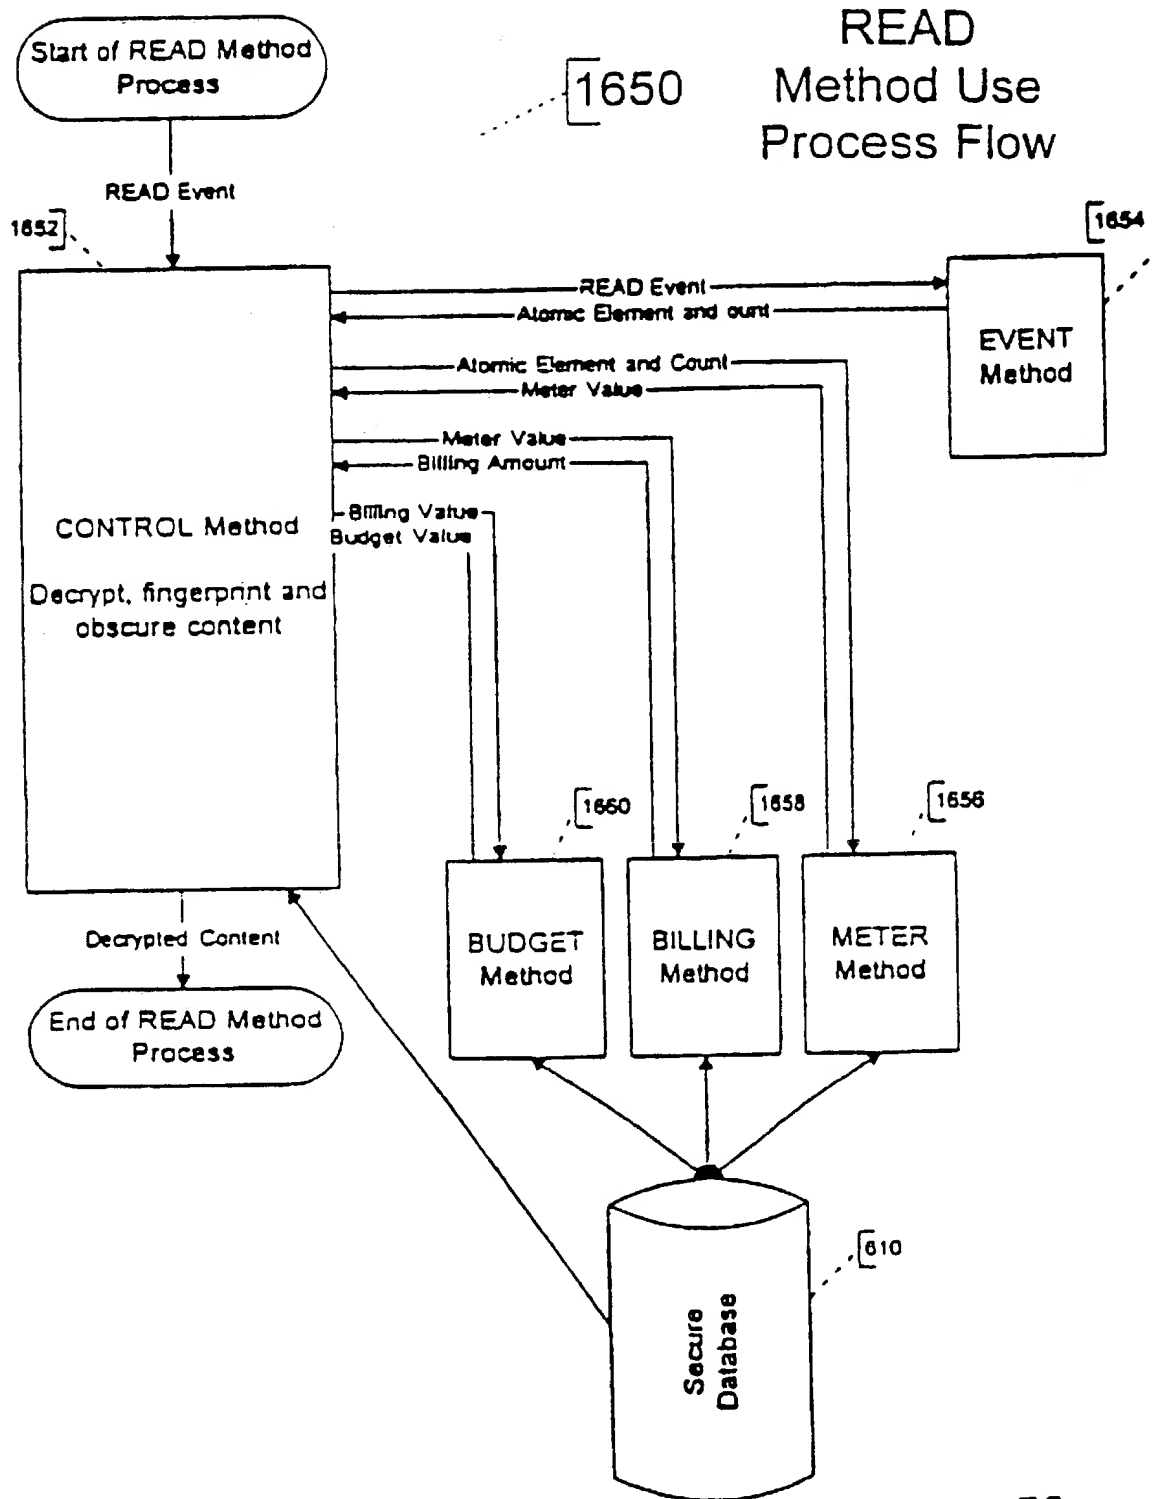 READ
Method Use
Process Flow
1650
Start of READ Method
Process
READ Event
1652
1654
READ Event
Atomic Element and ount
EVENT
Method
Atomic Element and Count
Meter Value
Meter Value
Billing Amount
Billing Value
Budget Value
CONTROL Method
Decrypt, fingerprint and
obscure content
1660
1658
1656
BUDGET
Method
BILLING
Method
METER
Method
Decrypted Content
End of READ Method
Process
610
Secure
Database